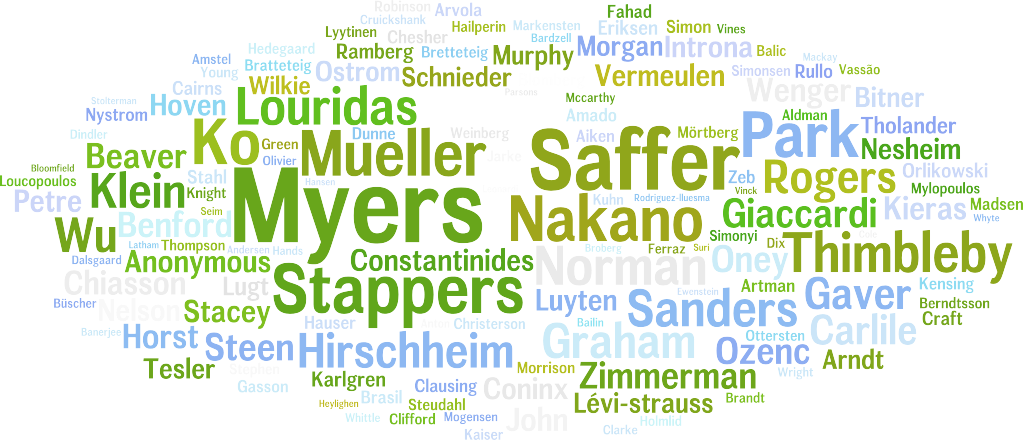 Robinson
Arvola
Fahad
Cruickshank
Hailperin
Markensten
Eriksen
Simon
Vines
Lyytinen
Chesher
Bardzell
Hedegaard
Ramberg
Bretteteig
Murphy
Morgan
Introna
Balic
Mackay
Amstel
Bratteteig
Ostrom
Schnieder
Vermeulen
Simonsen
Rullo
Vassão
Young
Cairns
Wilkie
Parsons
Wenger
Bitner
Stolterman
Hoven
Louridas
Mccarthy
Nystrom
Amado
Aldman
Tholander
Dindler
Ko
Green
Dunne
Weinberg
Aiken
Mörtberg
Park
Nesheim
Beaver
Olivier
Mueller
Jarke
Saffer
Bloomfield
Loucopoulos
Klein
Stahl
Knight
Myers
Hansen
Kuhn
Rodriguez-Iluesma
Zeb
Vinck
Rogers
Orlikowski
Mylopoulos
Petre
Seim
Nakano
Giaccardi
Kieras
Madsen
Whyte
Wu
Benford
Simonyi
Latham
Thompson
Andersen
Hands
Broberg
Ferraz
Suri
Dix
Thimbleby
Dalsgaard
Anonymous
Constantinides
Norman
Oney
Chiasson
Lugt
Stappers
Ewenstein
Artman
Gaver
Kensing
Büscher
Nelson
Stacey
Luyten
Sanders
Berndtsson
Craft
Banerjee
Horst
Steen
Hauser
Christerson
Bailin
Graham
Ottersten
Carlile
Hirschheim
Ozenc
Arndt
Tesler
Stephen
Gasson
Karlgren
Clausing
Morrison
Zimmerman
Wright
Brasil
Coninx
Heylighen
Steudahl
Lévi-strauss
Brandt
Whittle
Clifford
Mogensen
John
Holmlid
Kaiser
Clarke